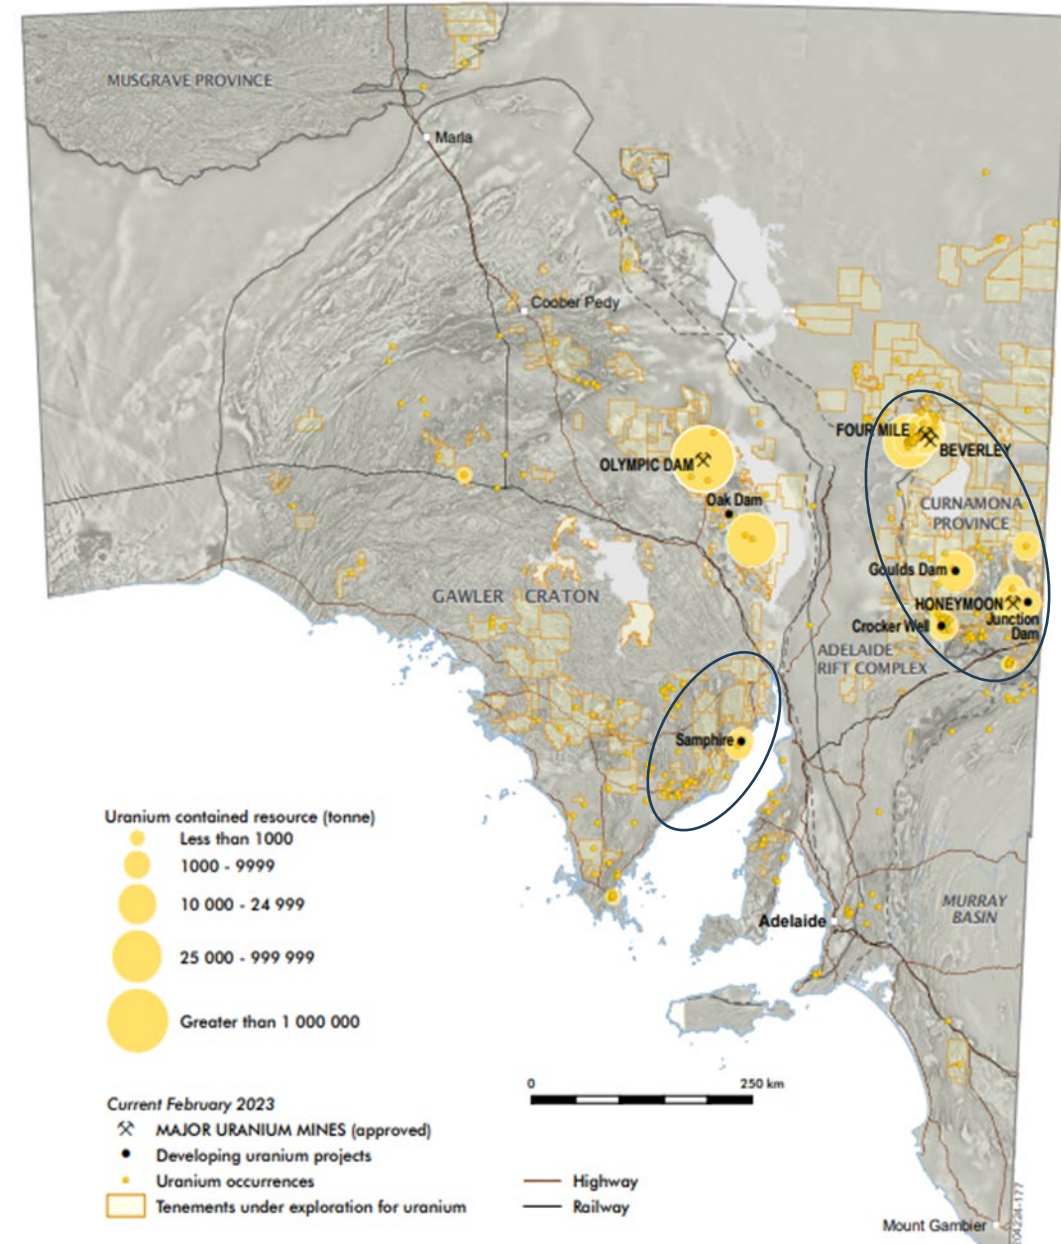 MUSGRAVE PROVINCE
Marla
Coober Pedy
FOUR MILE
BEVERLEY
OLYMPIC DAM
Oak Dam
CURNAMONA
PROVINCE
Goulds Dam
GAWLER CRATON
HONEYMOON
Junction
Dam
Crocker Well
ADELAIDE
RIFT COMPLEX
Samphire
Uranium contained resource (tonne)
Less than 1000
1000 - 9999
10 000 - 24 999
25 000 - 999 999
Greater than 1 000 000
MURRAY
BASIN
Adelaide
0
250 km
Current February 2023
MAJOR URANIUM MINES (approved)
Developing uranium projects
Uranium occurrences
Tenements under exploration for uranium
Highway
Railway
Mount Gambier
204224-177